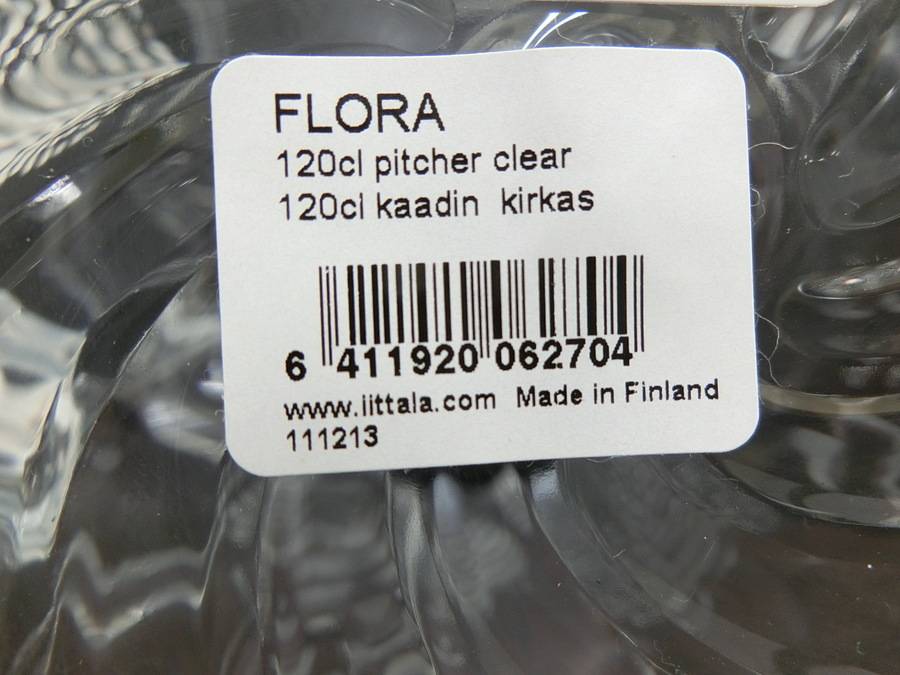 FLORA
120cl pitcher clear
120cl kaadin kirkas
6 411920 062704
www.iittala.com Made in Finland
111213